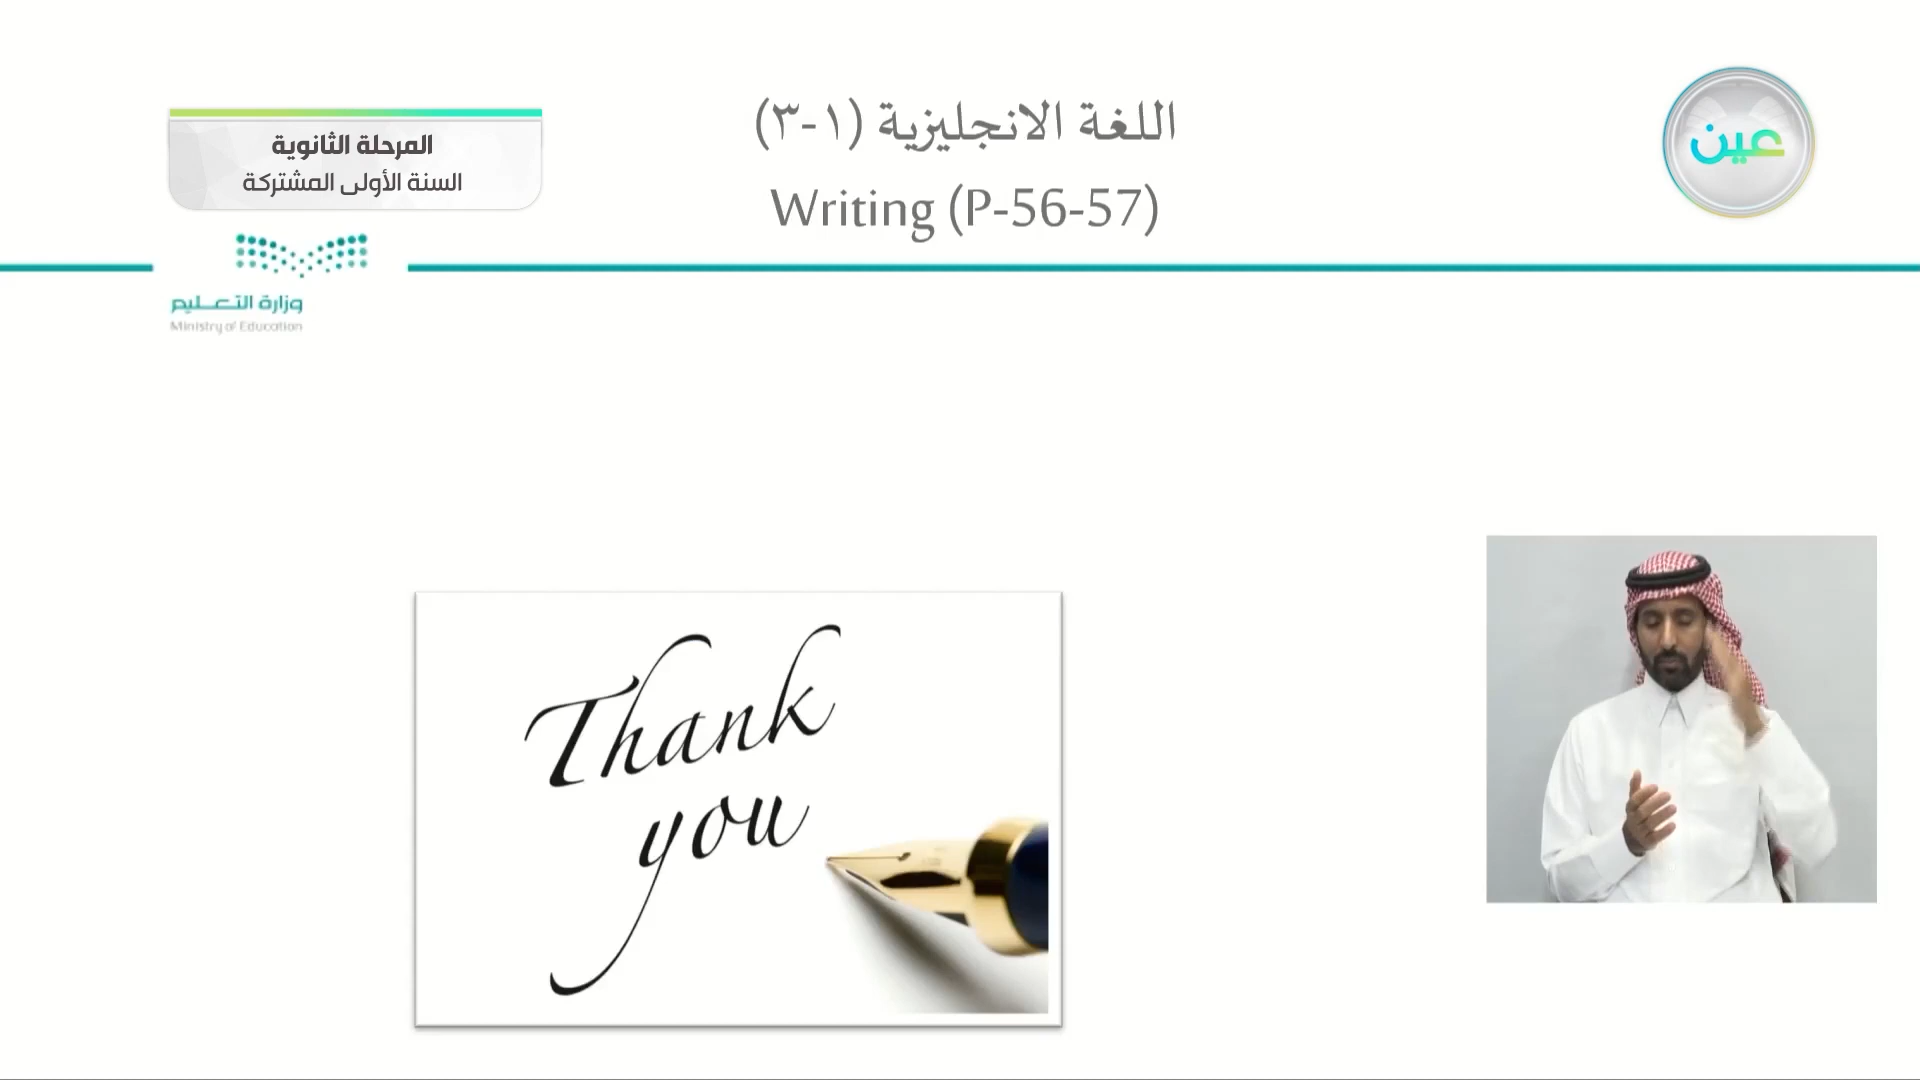 المرحلة الثانوية
السنة الأولى المشتركة
اللغة الانجليزية (١-٣)
Writing (P-56-57)
عين
وزارة التعليم
Ministry of Education
Thank
you